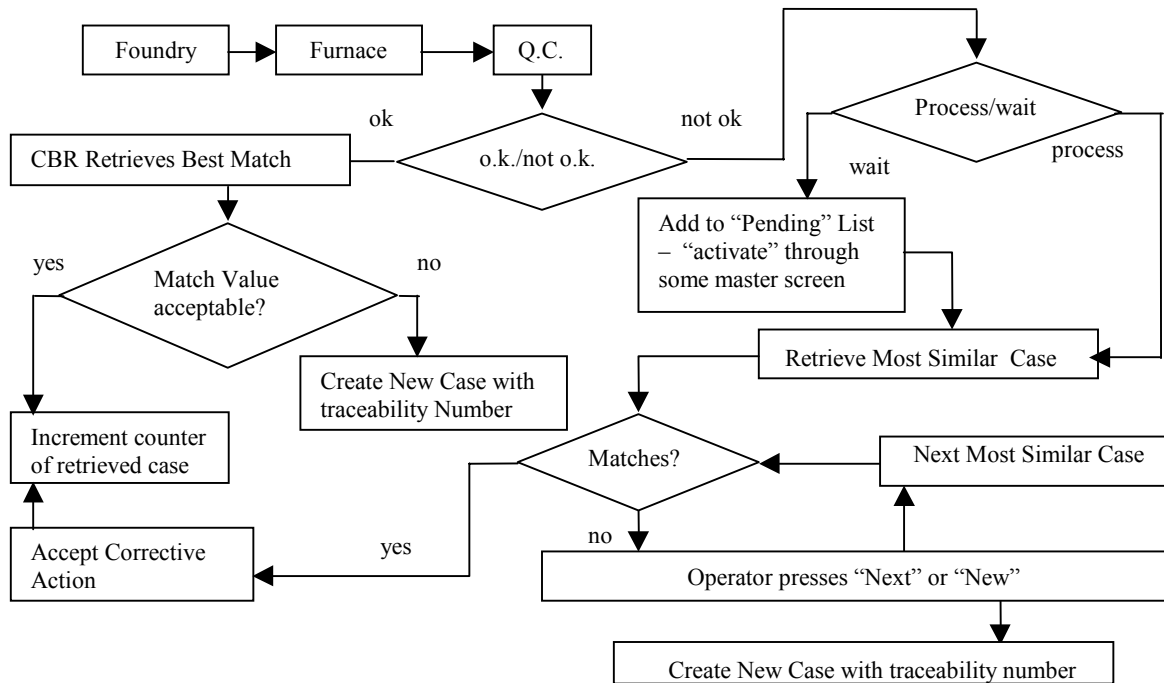 Foundry
Furnace
Q.C.
Process/wait
ok
not ok
o.k./not o.k.
process
CBR Retrieves Best Match
wait
Add to “Pending” List
– “activate” through
some master screen
yes
no
Match Value
acceptable?
Retrieve Most Similar Case
Create New Case with
traceability Number
Increment counter
of retrieved case
Matches?
Next Most Similar Case
yes
no
Accept Corrective
Action
Operator presses “Next” or “New”
Create New Case with traceability number